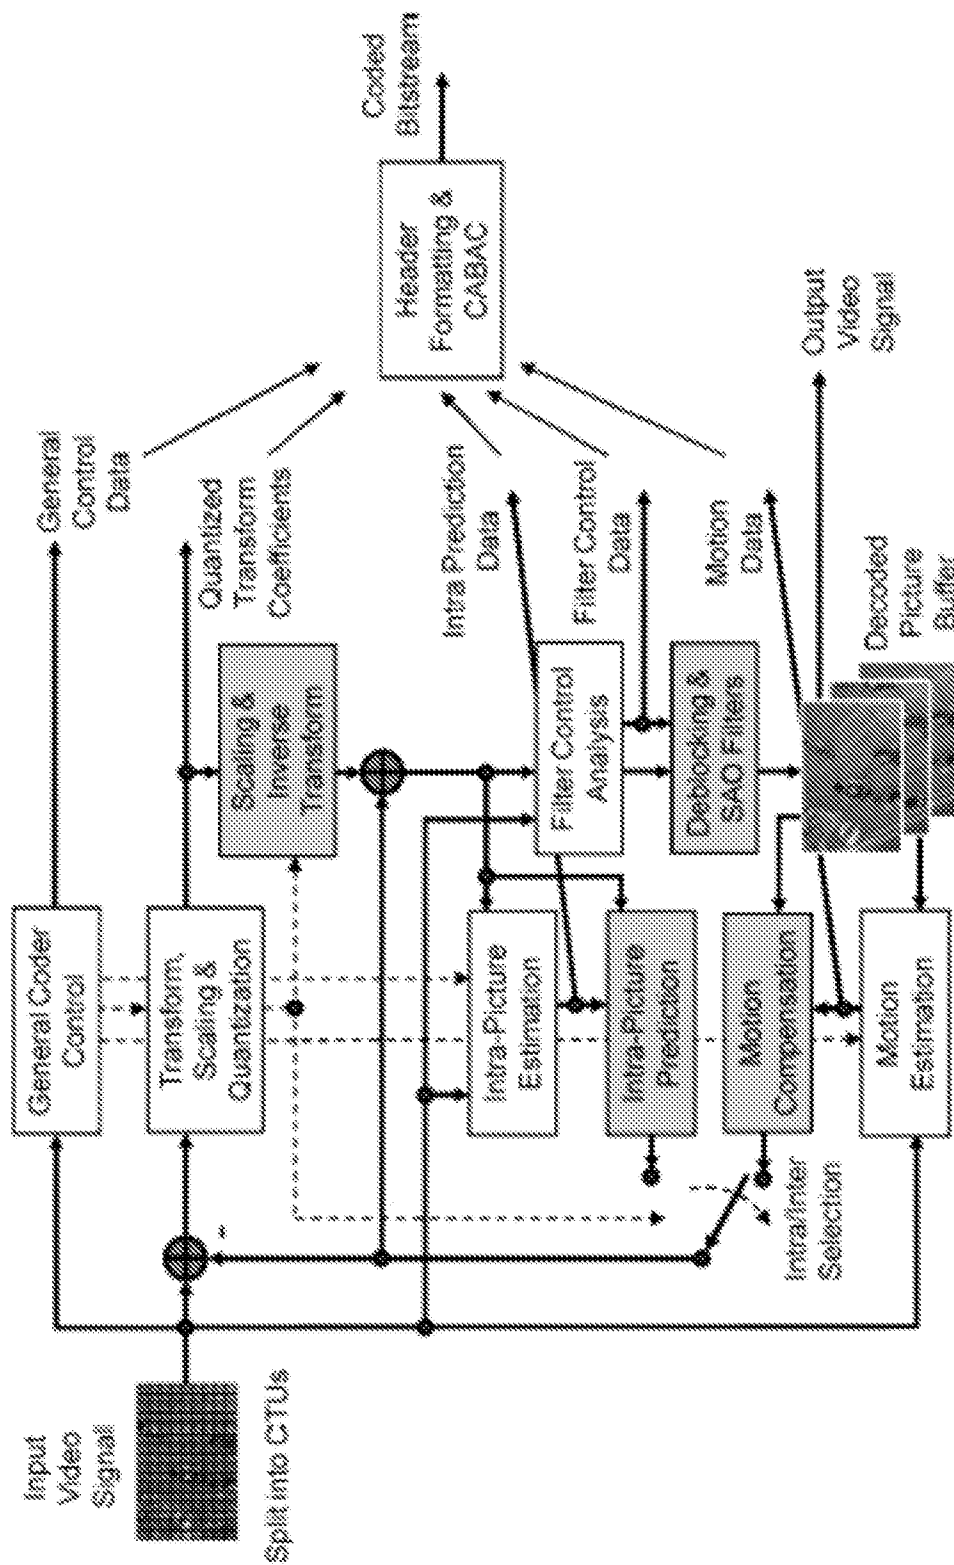 Input
Video
Signal
Split into CTUs
General Coder
Control
Transform,
Scaling &
Quantization
Scaling &
Inverse
Transform
General
Control
Data
Quantized
Transform
Coefficients
Intra-Picture
Estimation
Intra-Picture
Prediction
Motion
Compensation
Motion
Estimation
Intra/Inter
Selection
Filter Control
Analysis
Deblocking &
SAO Filters
Intra Prediction
Data
Filter Control
Data
Motion
Data
Header
Formatting &
CABAC
Coded
Bitstream
Output
Video
Signal
Decoded
Picture
Buffer